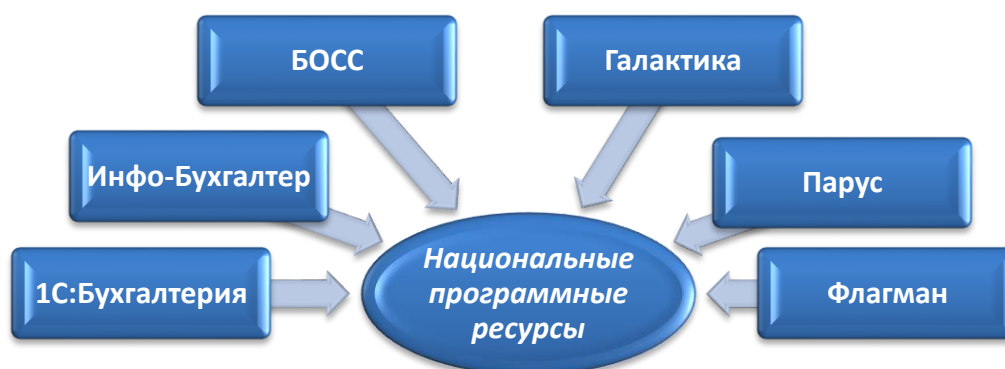 БОСС
Галактика
Инфо-Бухгалтер
Парус
1С:Бухгалтерия
Национальные
программные
ресурсы
Флагман